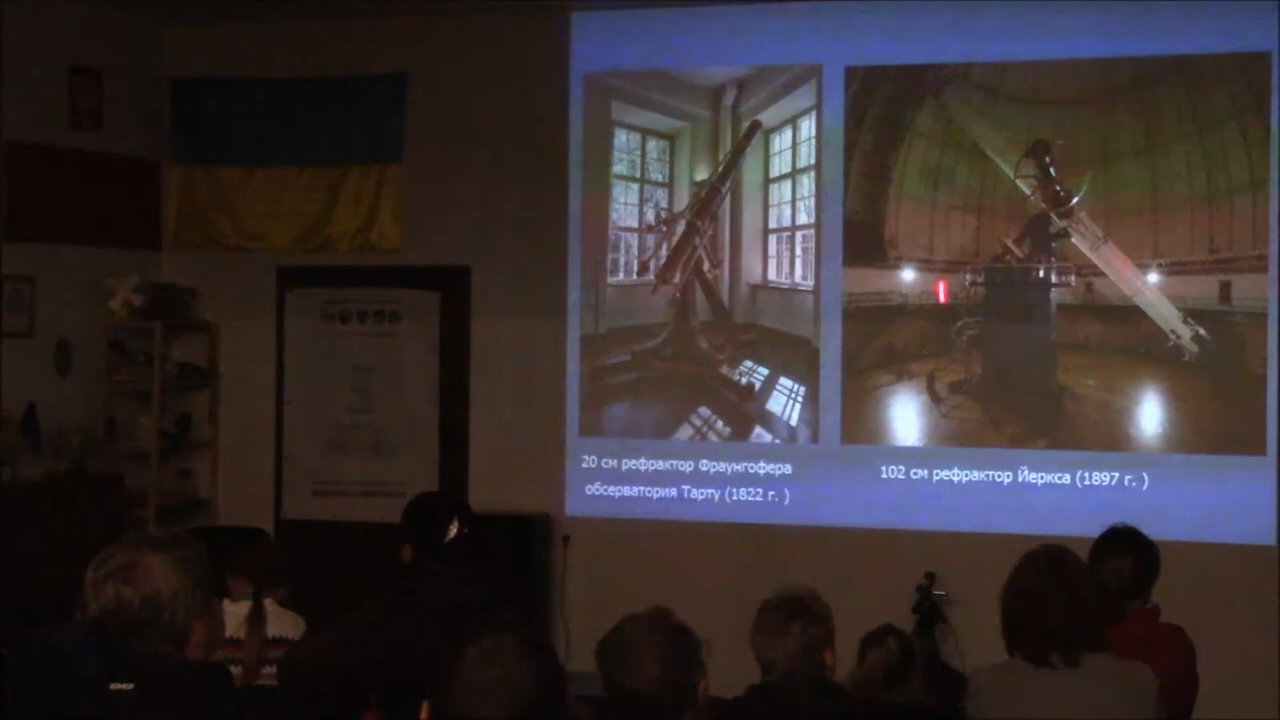 20 см рефрактор Фраунгофера
обсерватория Тарту (1822 г. )
102 см рефрактор Йеркса (1897 г. )